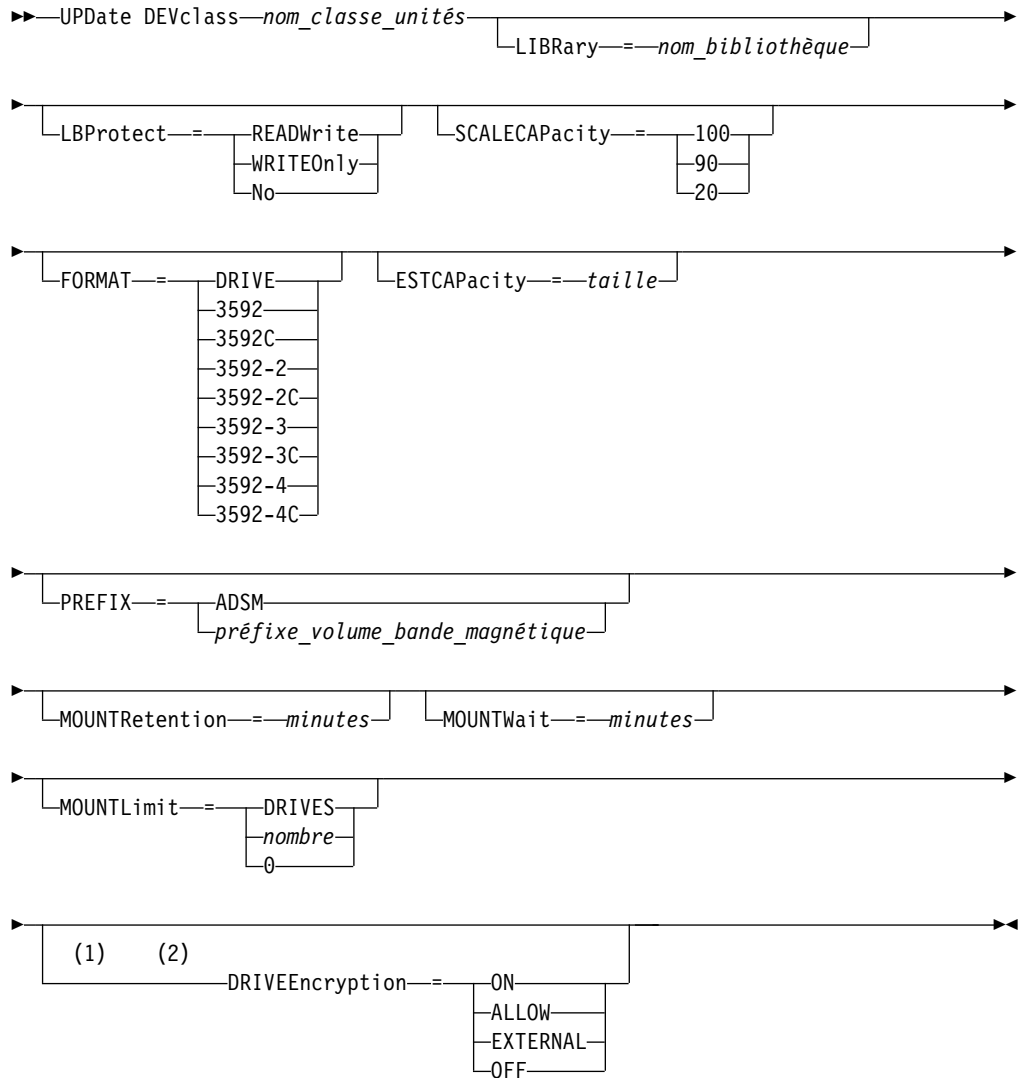 UPDate DEVclass nom_classe_unités
LIBRary = nom_bibliothèque
LBProtect = READWrite
WRITEOnly
No
SCALECAPacity = 100
90
20
FORMAT = DRIVE
3592
3592C
3592-2
3592-2C
3592-3
3592-3C
3592-4
3592-4C
ESTCAPacity = taille
PREFIX = ADSM
préfixe_volume_bande_magnétique
MOUNTRetention = minutes
MOUNTWait = minutes
MOUNTLimit = DRIVES
nombre
0
(1) (2)
DRIVEEncryption = ON
ALLOW
EXTERNAL
OFF